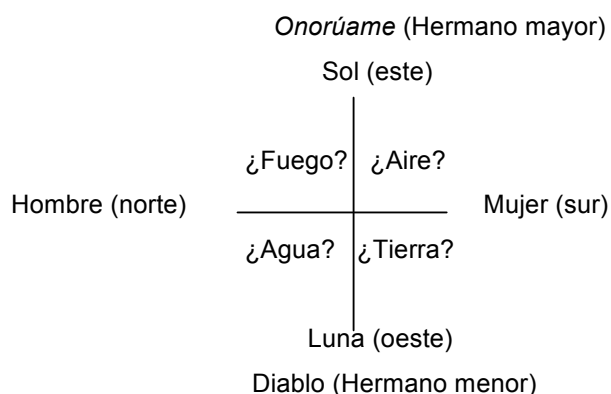 Onorúame (Hermano mayor)
Sol (este)
¿Fuego? ¿Aire?
Hombre (norte) Mujer (sur)
¿Agua? ¿Tierra?
Luna (oeste)
Diablo (Hermano menor)